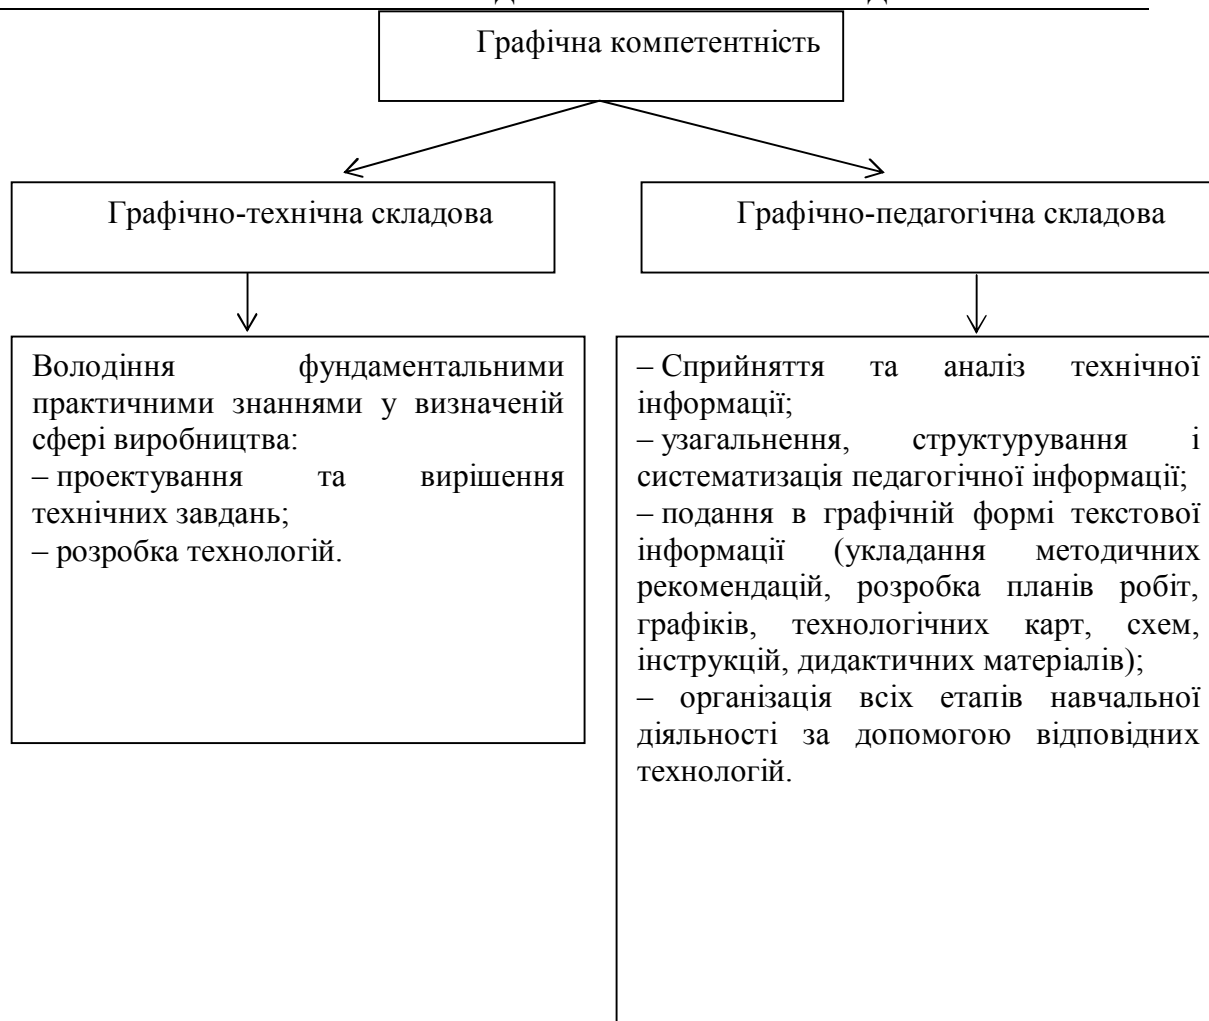 Графічна компетентність
Графічно-технічна складова
Графічно-педагогічна складова
Володіння фундаментальними
практичними знаннями у визначеній
сфері виробництва:
– проектування та вирішення
технічних завдань;
– розробка технологій.
– Сприйняття та аналіз технічної
інформації;
– узагальнення, структурування і
систематизація педагогічної інформації;
– подання в графічній формі текстової
інформації (укладання методичних
рекомендацій, розробка планів робіт,
графіків, технологічних карт, схем,
інструкцій, дидактичних матеріалів);
– організація всіх етапів навчальної
діяльності за допомогою відповідних
технологій.